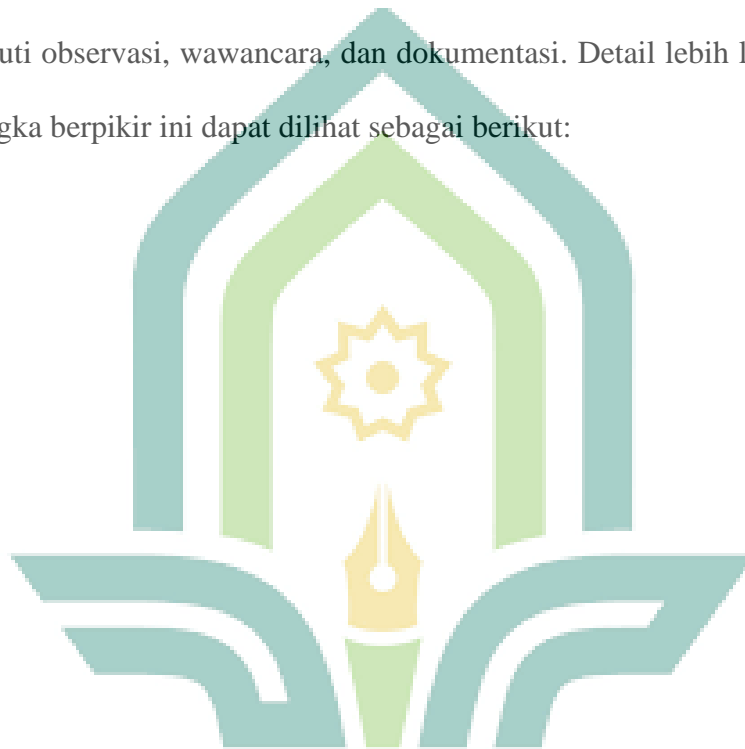 uti observasi, wawancara, dan dokumentasi. Detail lebih l
gka berpikir ini dapat dilihat sebagai berikut: